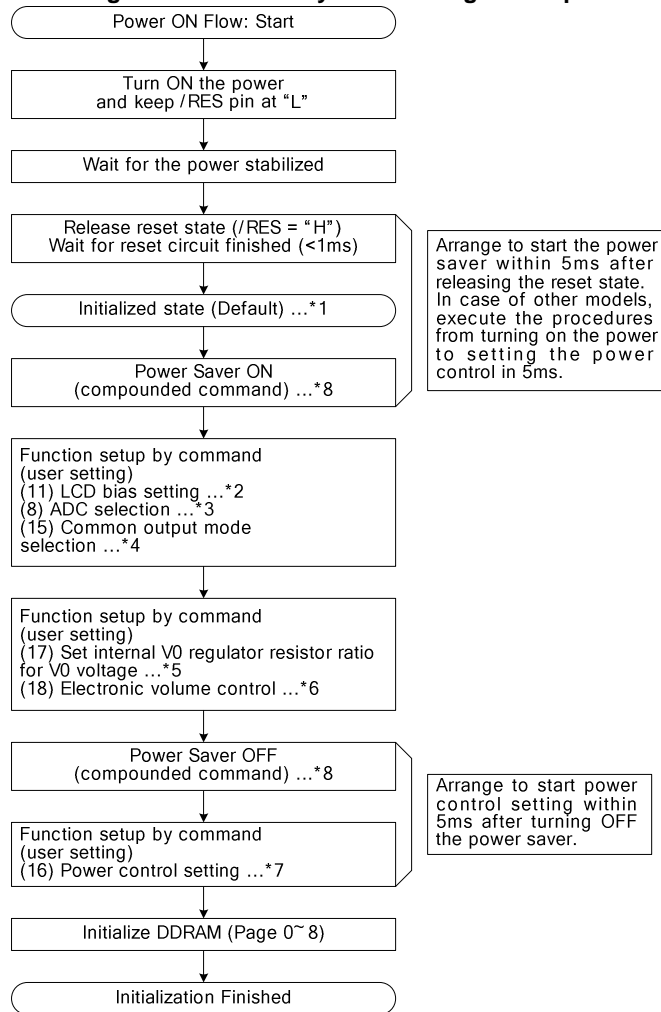 Power ON Flow: Start
Turn ON the power
and keep /RES pin at “L”
Wait for the power stabilized
Release reset state (/RES = “H”)
Wait for reset circuit finished (<1ms)
Initialized state (Default) ...*1
Power Saver ON
(compounded command) ...*8
Arrange to start the power
saver within 5ms after
releasing the reset state.
In case of other models,
execute the procedures
from turning on the power
to setting the power
control in 5ms.
Function setup by command
(user setting)
(11) LCD bias setting ...*2
(8) ADC selection ...*3
(15) Common output mode
selection ...*4
Function setup by command
(user setting)
(17) Set internal V0 regulator resistor ratio
for V0 voltage ...*5
(18) Electronic volume control ...*6
Power Saver OFF
(compounded command) ...*8
Function setup by command
(user setting)
(16) Power control setting ...*7
Arrange to start power
control setting within
5ms after turning OFF
the power saver.
Initialize DDRAM (Page 0~8)
Initialization Finished